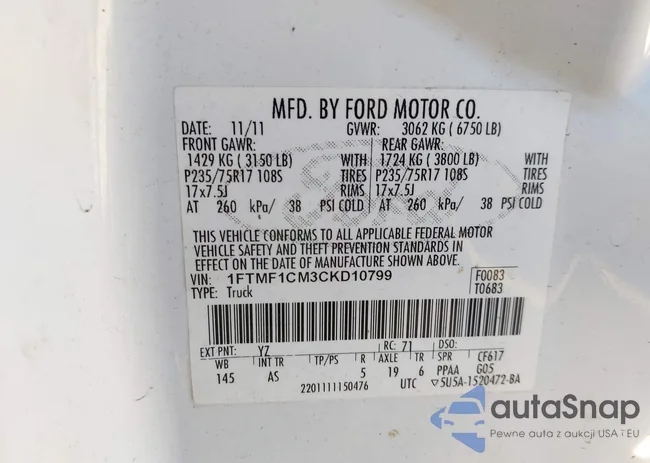 MFD. BY FORD MOTOR CO.
DATE: 11/11 GVWR: 3062 KG ( 6750 LB)
FRONT GAWR: REAR GAWR:
1429 KG ( 3150 LB) WITH 1724 KG ( 3800 LB) WITH
P235/75R17 108S TIRES P235/75R17 108S TIRES
17x7.5J RIMS 17x7.5J RIMS
AT 260 kPa/ 38 PSI COLD AT 260 kPa/ 38 PSI COLD
THIS VEHICLE CONFORMS TO ALL APPLICABLE FEDERAL MOTOR
VEHICLE SAFETY AND THEFT PREVENTION STANDARDS IN
EFFECT ON THE DATE OF MANUFACTURE SHOWN ABOVE.
VIN: 1FTMF1CM3CKD10799 F0083
TYPE: Truck T0683
EXT PNT: YZ RC: 71 DSO:
WB INT TR TP/PS R AXLE TR SPR CF617
145 AS 5 19 6 PPAA G05
2201111150476 UTC ▽5U5A-1520472-BA
autoSnap
Pewne auto z aukcji USA i EU